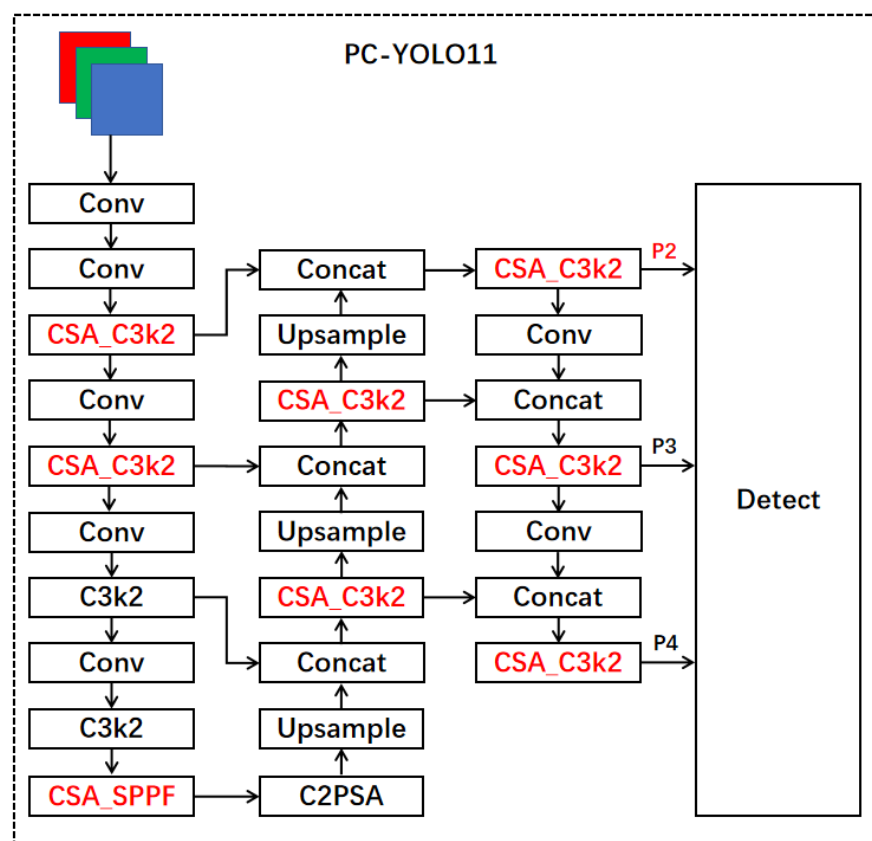 PC-YOLO11
Conv
Conv
CSA_C3k2
Conv
CSA_C3k2
Conv
C3k2
Conv
C3k2
CSA_SPPF
Concat
Upsample
CSA_C3k2
Concat
Upsample
CSA_C3k2
Concat
Upsample
C2PSA
CSA_C3k2
Conv
Concat
CSA_C3k2
Conv
Concat
CSA_C3k2
P2
P3
P4
Detect